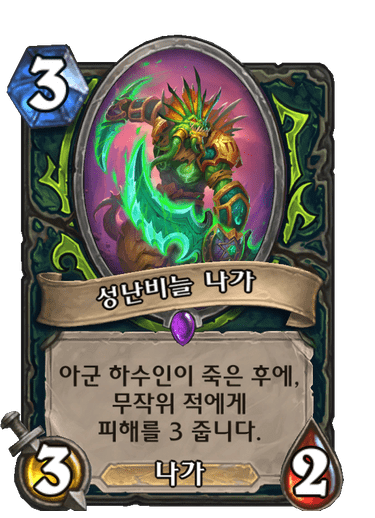 3
성난비늘 나가
아군 하수인이 죽은 후에,
무작위 적에게
피해를 3 줍니다.
3
나가
2